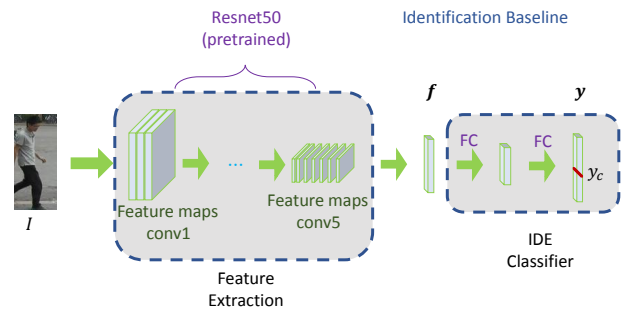 Resnet50
(pretrained)
Identification Baseline
f
y
FC
FC
...
y_c
Feature maps
conv1
Feature maps
conv5
I
IDE
Classifier
Feature
Extraction